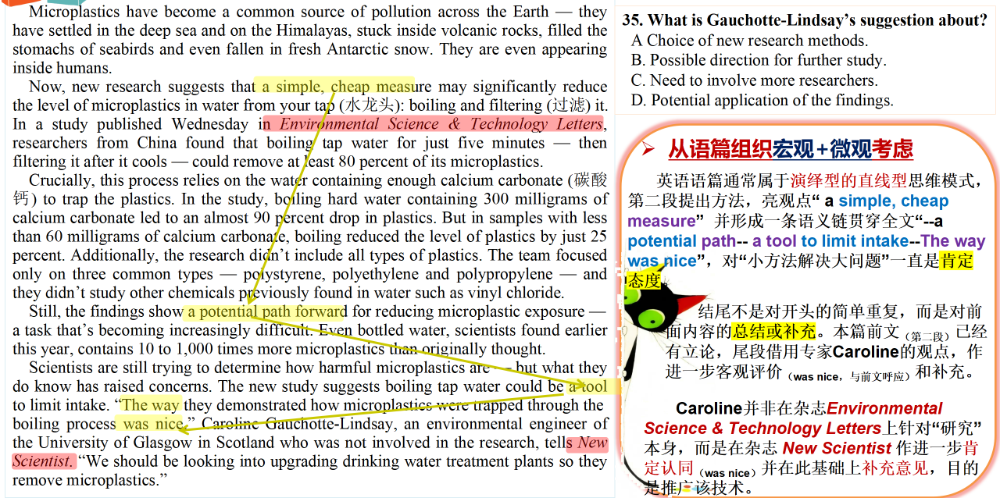 Microplastics have become a common source of pollution across the Earth — they
have settled in the deep sea and on the Himalayas, stuck inside volcanic rocks, filled the
stomachs of seabirds and even fallen in fresh Antarctic snow. They are even appearing
inside humans.
Now, new research suggests that a simple, cheap measure may significantly reduce
the level of microplastics in water from your tap (水龙头): boiling and filtering (过滤) it.
In a study published Wednesday in Environmental Science & Technology Letters,
researchers from China found that boiling tap water for just five minutes — then
filtering it after it cools — could remove at least 80 percent of its microplastics.
Crucially, this process relies on the water containing enough calcium carbonate (碳酸
钙) to trap the plastics. In the study, boiling hard water containing 300 milligrams of
calcium carbonate led to an almost 90 percent drop in plastics. But in samples with less
than 60 milligrams of calcium carbonate, boiling reduced the level of plastics by just 25
percent. Additionally, the research didn't include all types of plastics. The team focused
only on three common types — polystyrene, polyethylene and polypropylene — and
they didn't study other chemicals previously found in water such as vinyl chloride.
Still, the findings show a potential path forward for reducing microplastic exposure —
a task that's becoming increasingly difficult. Even bottled water, scientists found earlier
this year, contains 10 to 1,000 times more microplastics than originally thought.
Scientists are still trying to determine how harmful microplastics are — but what they
do know has raised concerns. The new study suggests boiling tap water could be a tool
to limit intake. “The way they demonstrated how microplastics were trapped through the
boiling process was nice,” Caroline Gauchotte-Lindsay, an environmental engineer of
the University of Glasgow in Scotland who was not involved in the research, tells New
Scientist. “We should be looking into upgrading drinking water treatment plants so they
remove microplastics.”
35. What is Gauchotte-Lindsay's suggestion about?
A Choice of new research methods.
B. Possible direction for further study.
C. Need to involve more researchers.
D. Potential application of the findings.
➢ 从语篇组织宏观+微观考虑
英语语篇通常属于演绎型的直线型思维模式，
第二段提出方法，亮观点“ a simple, cheap
measure” 并形成一条语义链贯穿全文“--a
potential path-- a tool to limit intake--The way
was nice”，对“小方法解决大问题”一直是肯定
态度。
结尾不是对开头的简单重复，而是对前
面内容的总结或补充。本篇前文（第二段）已经
有立论，尾段借用专家Caroline的观点，作
进一步客观评价（was nice，与前文呼应）和补充。
Caroline并非在杂志Environmental
Science & Technology Letters上针对“研究”
本身，而是在杂志 New Scientist 作进一步肯
定认同（was nice）并在此基础上补充意见，目的
是推广该技术。